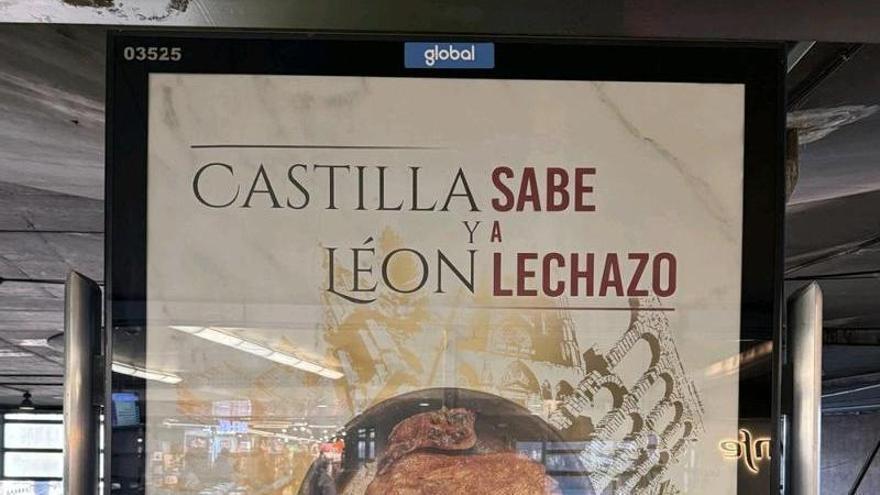 03525
global
CASTILLA SABE
Y A
LÉON LECHAZO